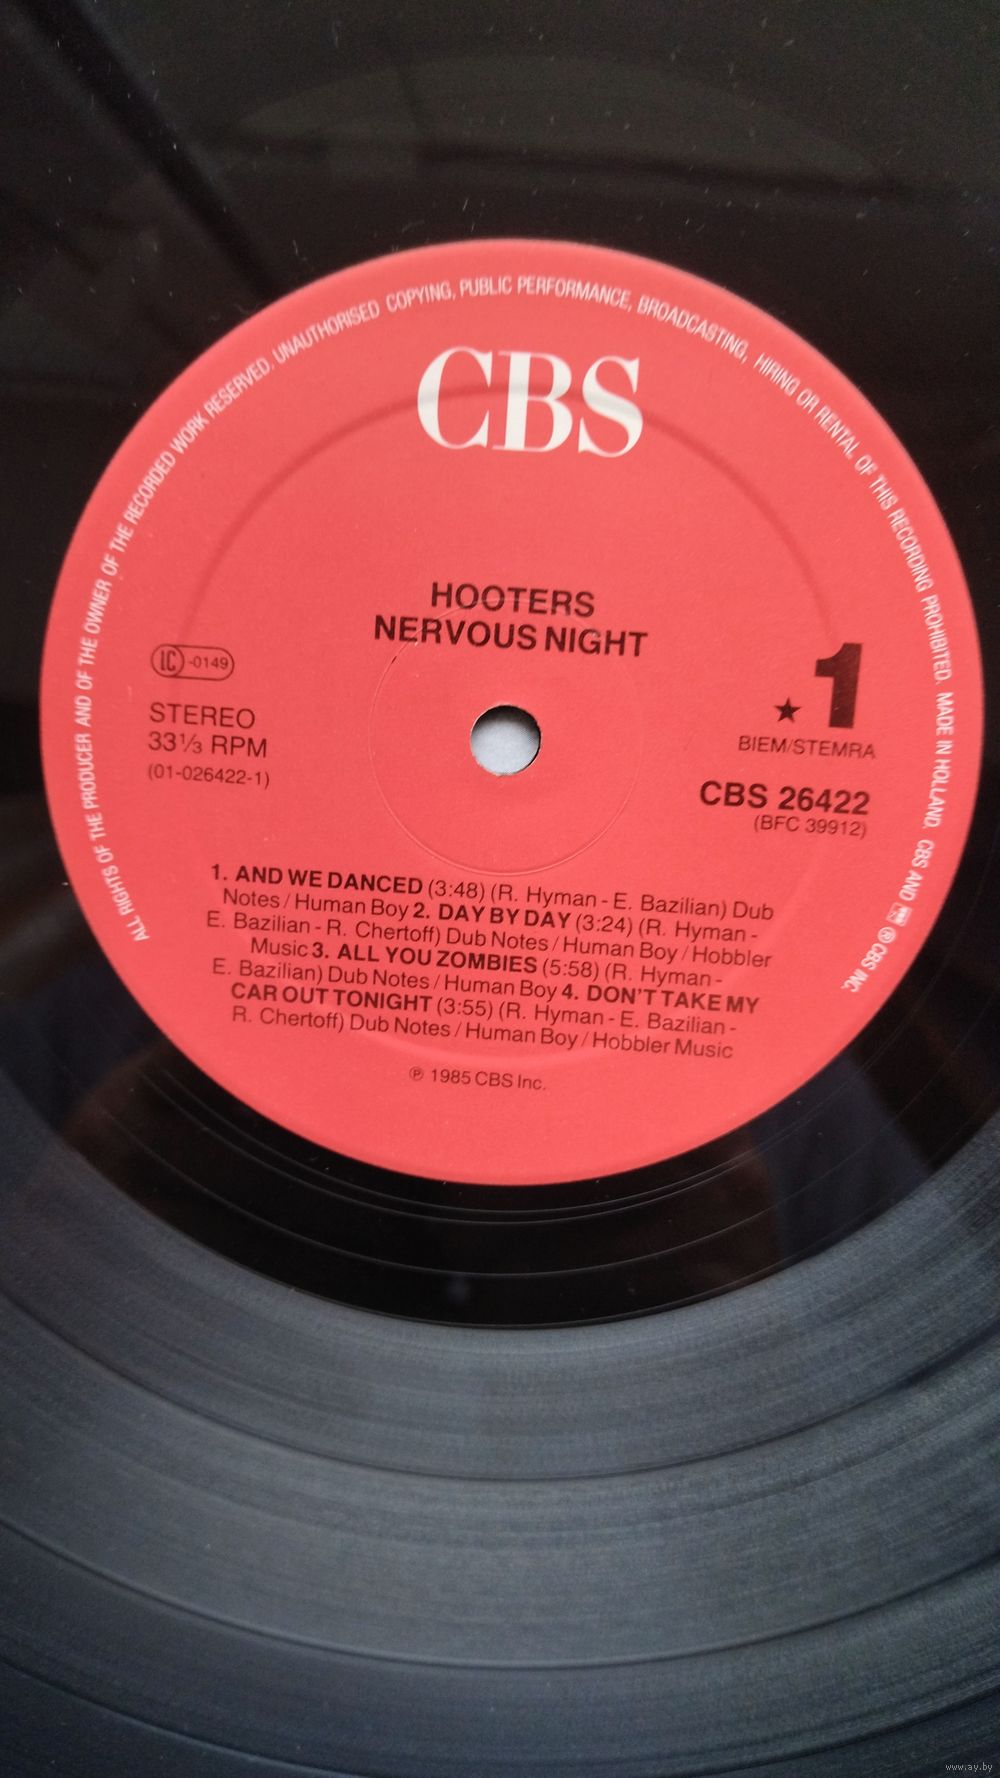 ALL RIGHTS OF THE PRODUCER AND OF THE OWNER OF THE RECORDED WORK RESERVED. UNAUTHORISED COPYING, PUBLIC PERFORMANCE, BROADCASTING, HIRING OR RENTAL OF THIS RECORDING PROHIBITED. MADE IN HOLLAND. CBS AND ℗ CBS INC.
CBS
HOOTERS
NERVOUS NIGHT
LC -0149
STEREO
33⅓ RPM
(01-026422-1)
★ 1
BIEM/STEMRA
CBS 26422
(BFC 39912)
1. AND WE DANCED (3:48) (R. Hyman - E. Bazilian) Dub
Notes / Human Boy 2. DAY BY DAY (3:24) (R. Hyman -
E. Bazilian - R. Chertoff) Dub Notes / Human Boy / Hobbler
Music 3. ALL YOU ZOMBIES (5:58) (R. Hyman -
E. Bazilian) Dub Notes / Human Boy 4. DON'T TAKE MY
CAR OUT TONIGHT (3:55) (R. Hyman - E. Bazilian -
R. Chertoff) Dub Notes / Human Boy / Hobbler Music
℗ 1985 CBS Inc.
www.ay.by